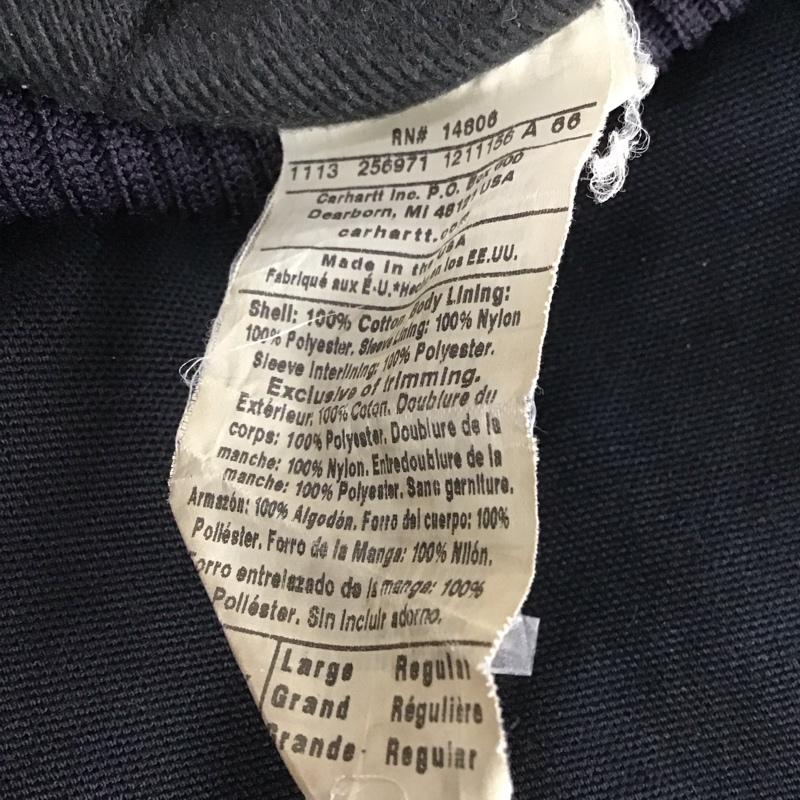 RN# 14806
1113 256971 1211156 A 66
Carhartt Inc. P.O. Box 600
Dearborn, MI 48121 USA
carhartt.com
Made in the USA
Fabriqué aux É-U.*Hecho en los EE.UU.
Shell: 100% Cotton Body Lining:
100% Polyester. Sleeve Lining: 100% Nylon
Sleeve Interlining: 100% Polyester.
Exclusive of trimming.
Extérieur: 100% Coton. Doublure du
corps: 100% Polyester. Doublure de la
manche: 100% Nylon. Entredoublure de la
manche: 100% Polyester. Sans garniture.
Armazón: 100% Algodón. Forro del cuerpo: 100%
Poliéster. Forro de la Manga: 100% Nilón.
Forro entrelazado de la manga: 100%
Poliéster. Sin incluir adorno.
Large Regular
Grand Régulière
Grande- Regular